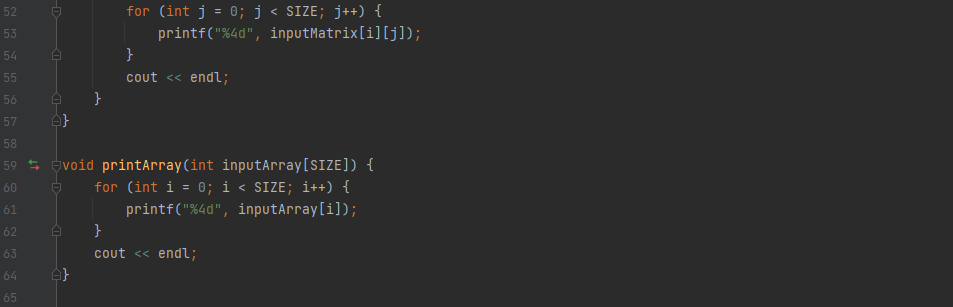 52 for (int j = 0; j < SIZE; j++) {
53 printf("%4d", inputMatrix[i][j]);
54 }
55 cout << endl;
56 }
57 }
58
59 void printArray(int inputArray[SIZE]) {
60 for (int i = 0; i < SIZE; i++) {
61 printf("%4d", inputArray[i]);
62 }
63 cout << endl;
64 }
65